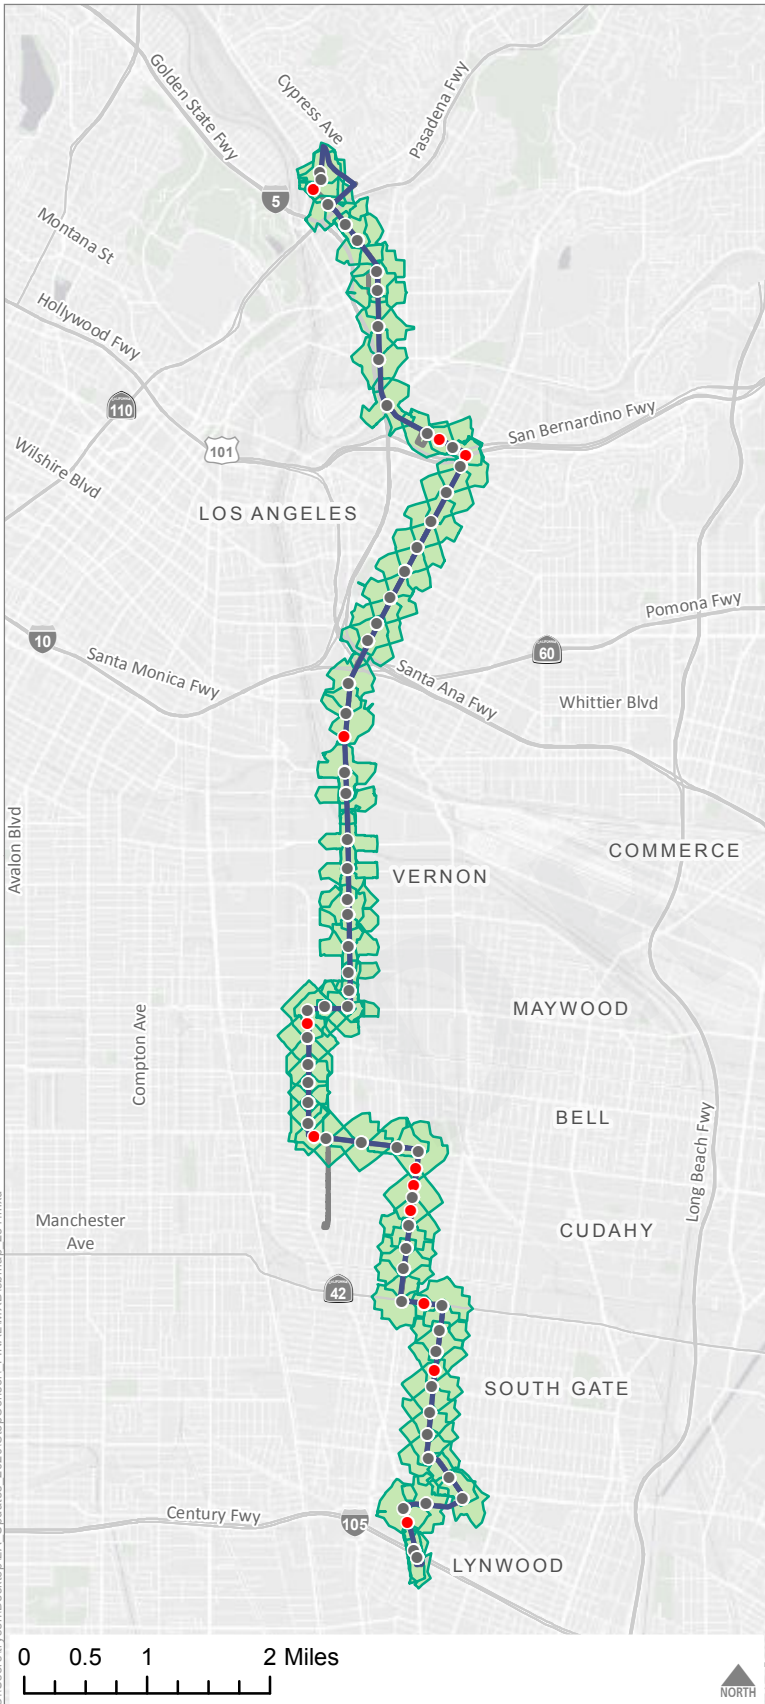 Golden State Fwy
Cypress Ave
Pasadena Fwy
5
Montana St
Hollywood Fwy
110
101
San Bernardino Fwy
Wilshire Blvd
LOS ANGELES
10
Santa Monica Fwy
Pomona Fwy
60
Santa Ana Fwy
Whittier Blvd
Avalon Blvd
COMMERCE
VERNON
MAYWOOD
Compton Ave
BELL
Long Beach Fwy
Manchester
Ave
CUDAHY
42
SOUTH GATE
Century Fwy
105
LYNWOOD
0 0.5 1 2 Miles
NORTH